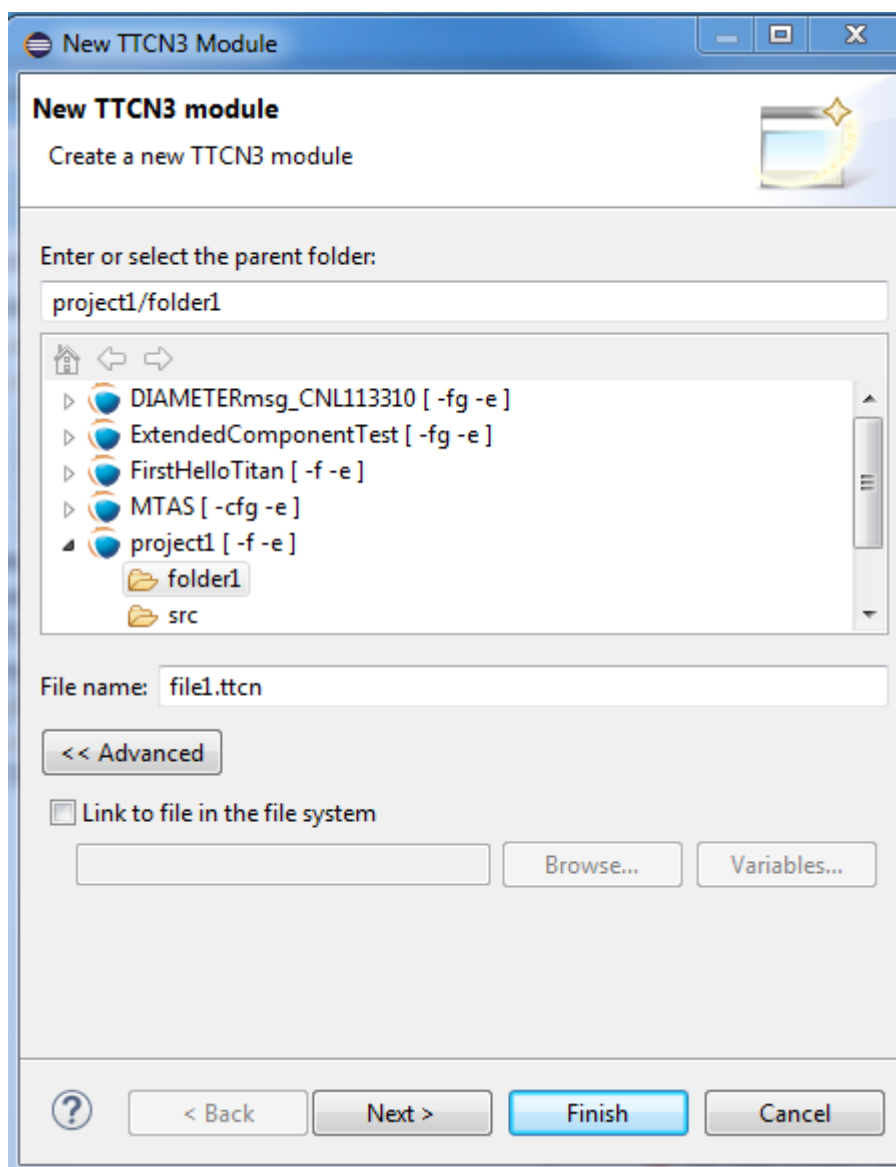 New TTCN3 Module
New TTCN3 module
Create a new TTCN3 module
Enter or select the parent folder:
project1/folder1
DIAMETERmsg_CNL113310 [ -fg -e ]
ExtendedComponentTest [ -fg -e ]
FirstHelloTitan [ -f -e ]
MTAS [ -cfg -e ]
project1 [ -f -e ]
folder1
src
File name: file1.ttcn
<< Advanced
Link to file in the file system
Browse... Variables...
? < Back Next > Finish Cancel